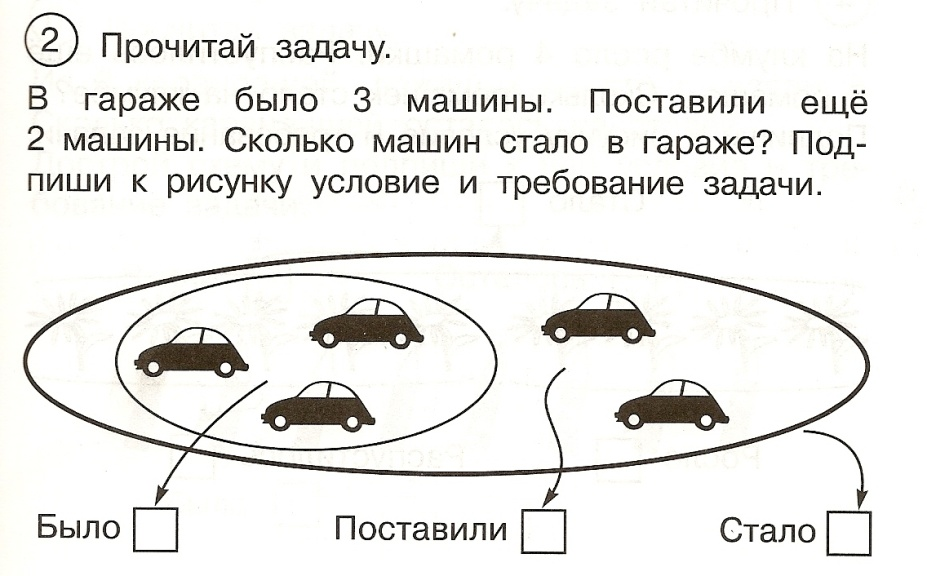 2 Прочитай задачу.
В гараже было 3 машины. Поставили ещё
2 машины. Сколько машин стало в гараже? Под-
пиши к рисунку условие и требование задачи.
Было Поставили Стало